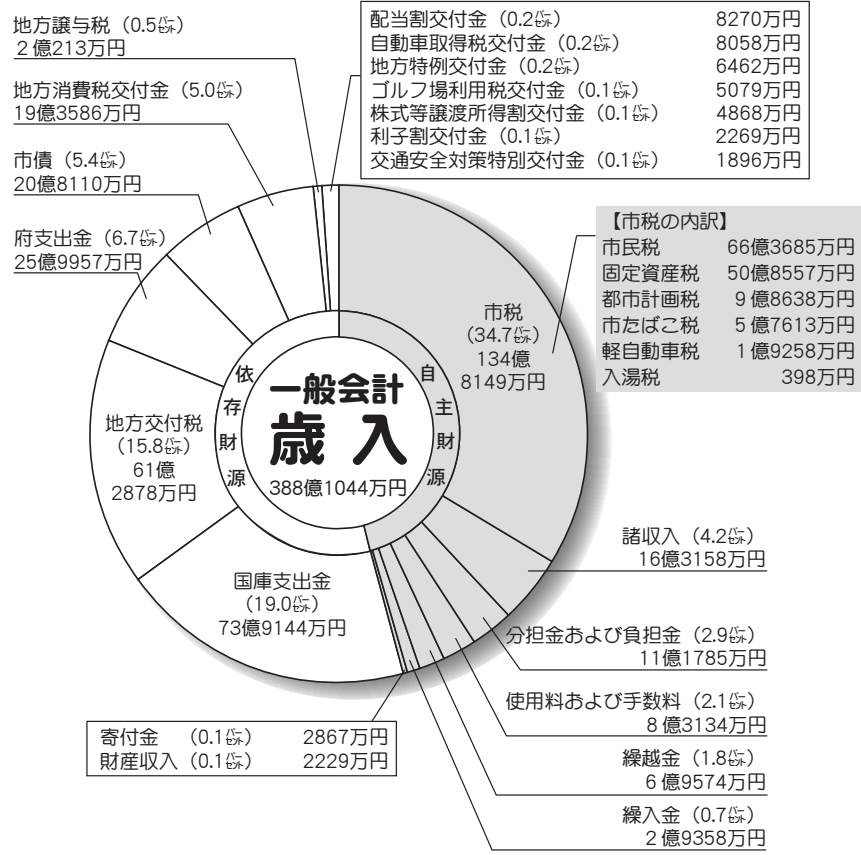 地方譲与税（0.5㌫）
2億213万円
地方消費税交付金（5.0㌫）
19億3586万円
市債（5.4㌫）
20億8110万円
府支出金（6.7㌫）
25億9957万円
配当割交付金（0.2㌫） 8270万円
自動車取得税交付金（0.2㌫） 8058万円
地方特例交付金（0.2㌫） 6462万円
ゴルフ場利用税交付金（0.1㌫） 5079万円
株式等譲渡所得割交付金（0.1㌫） 4868万円
利子割交付金（0.1㌫） 2269万円
交通安全対策特別交付金（0.1㌫） 1896万円
【市税の内訳】
市民税 66億3685万円
固定資産税 50億8557万円
都市計画税 9億8638万円
市たばこ税 5億7613万円
軽自動車税 1億9258万円
入湯税 398万円
市税
（34.7㌫）
134億
8149万円
依存財源
自主財源
一般会計
歳入
388億1044万円
地方交付税
（15.8㌫）
61億
2878万円
国庫支出金
（19.0㌫）
73億9144万円
諸収入（4.2㌫）
16億3158万円
分担金および負担金（2.9㌫）
11億1785万円
使用料および手数料（2.1㌫）
8億3134万円
繰越金（1.8㌫）
6億9574万円
繰入金（0.7㌫）
2億9358万円
寄付金（0.1㌫） 2867万円
財産収入（0.1㌫） 2229万円